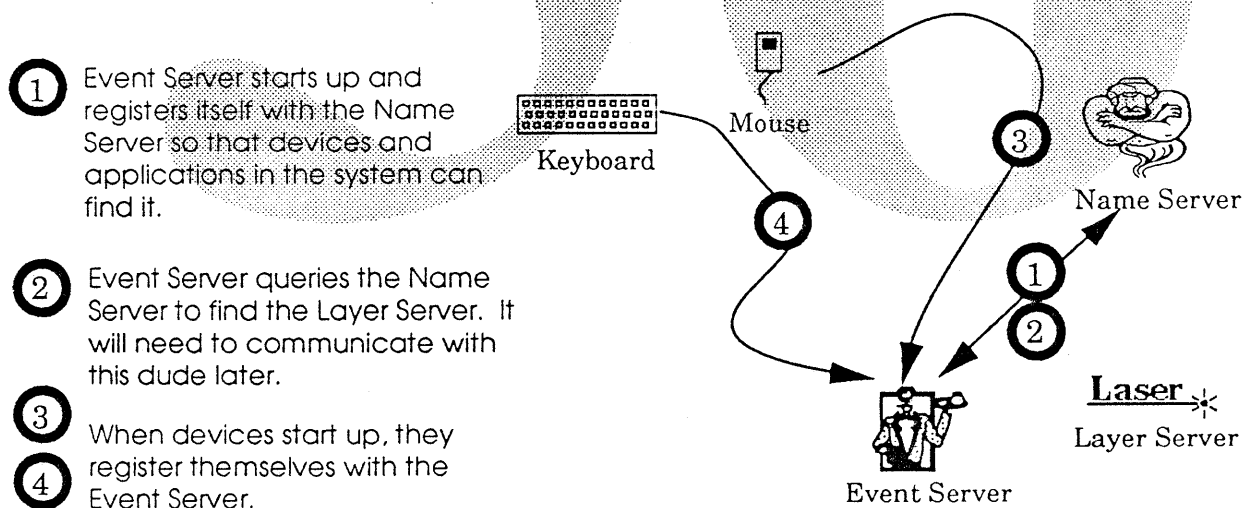 1
Event Server starts up and
registers itself with the Name
Server so that devices and
applications in the system can
find it.
2
Event Server queries the Name
Server to find the Layer Server. It
will need to communicate with
this dude later.
3
4
When devices start up, they
register themselves with the
Event Server.
Keyboard
Mouse
3
4
Name Server
1
2
Laser
Layer Server
Event Server